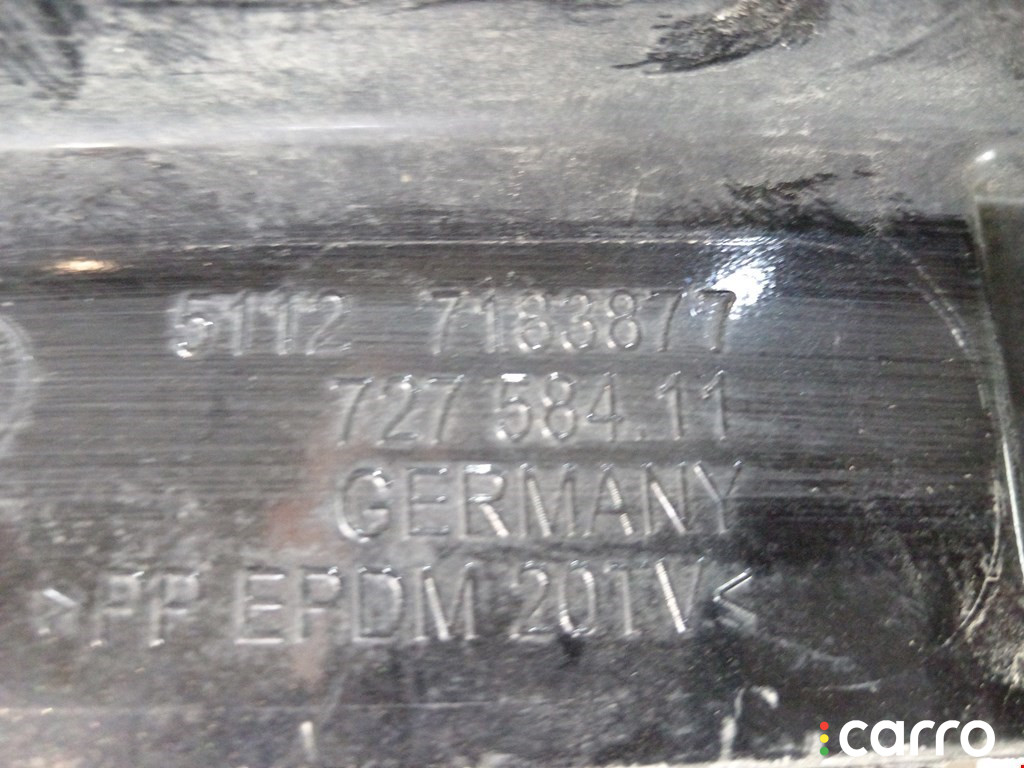 5112 7183877
727 584.11
GERMANY
>PP EPDM 20TV<
carro